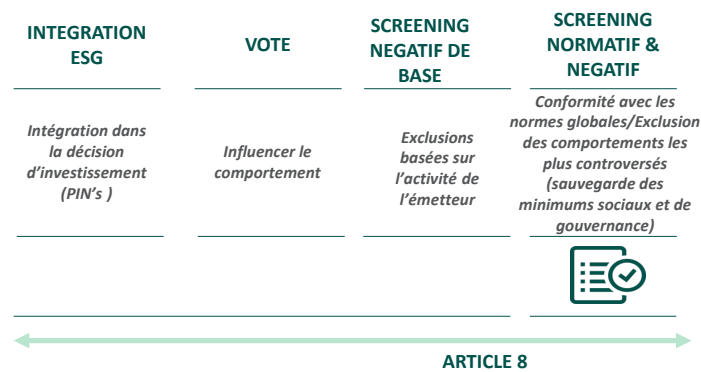 INTEGRATION
ESG
VOTE
SCREENING
NEGATIF DE
BASE
SCREENING
NORMATIF &
NEGATIF
Intégration dans
la décision
d'investissement
(PIN's )
Influencer le
comportement
Exclusions
basées sur
l'activité de
l'émetteur
Conformité avec les
normes globales/Exclusion
des comportements les
plus controversés
(sauvegarde des
minimums sociaux et de
gouvernance)
ARTICLE 8